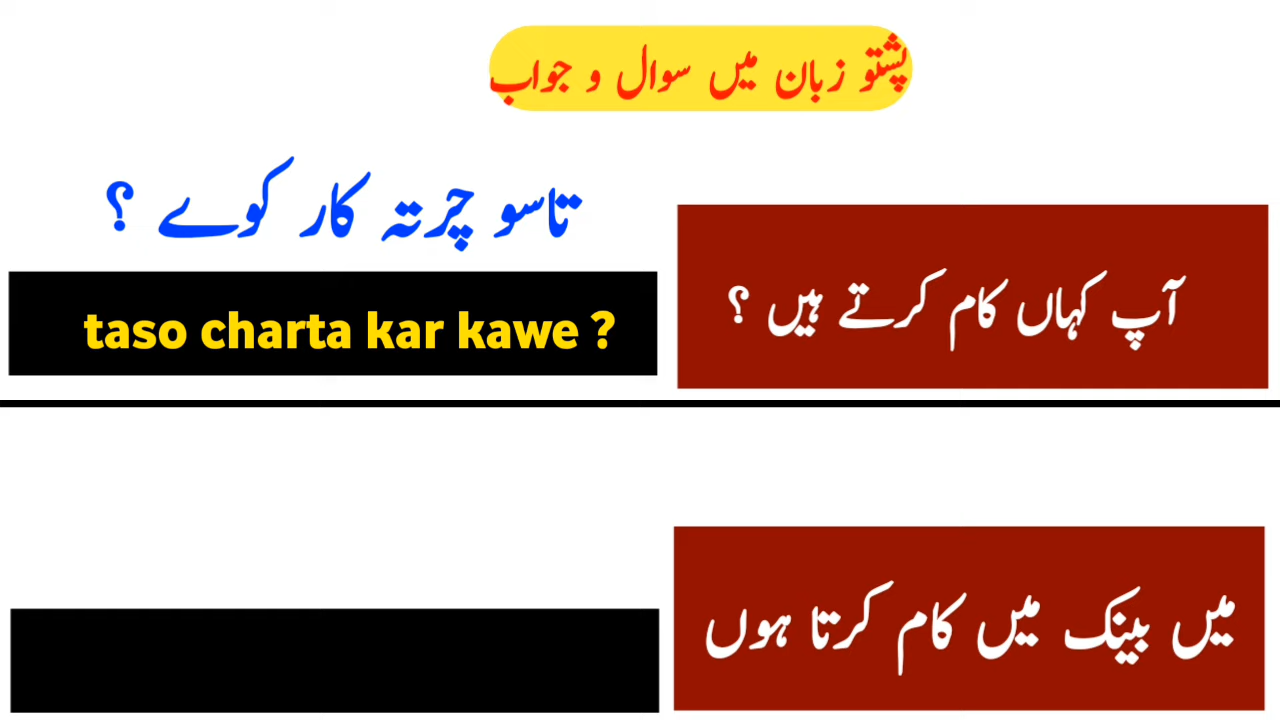 پشتو زبان میں سوال و جواب
تاسو چرتہ کار کوے ؟
taso charta kar kawe ?
آپ کہاں کام کرتے ہیں ؟
میں بینک میں کام کرتا ہوں